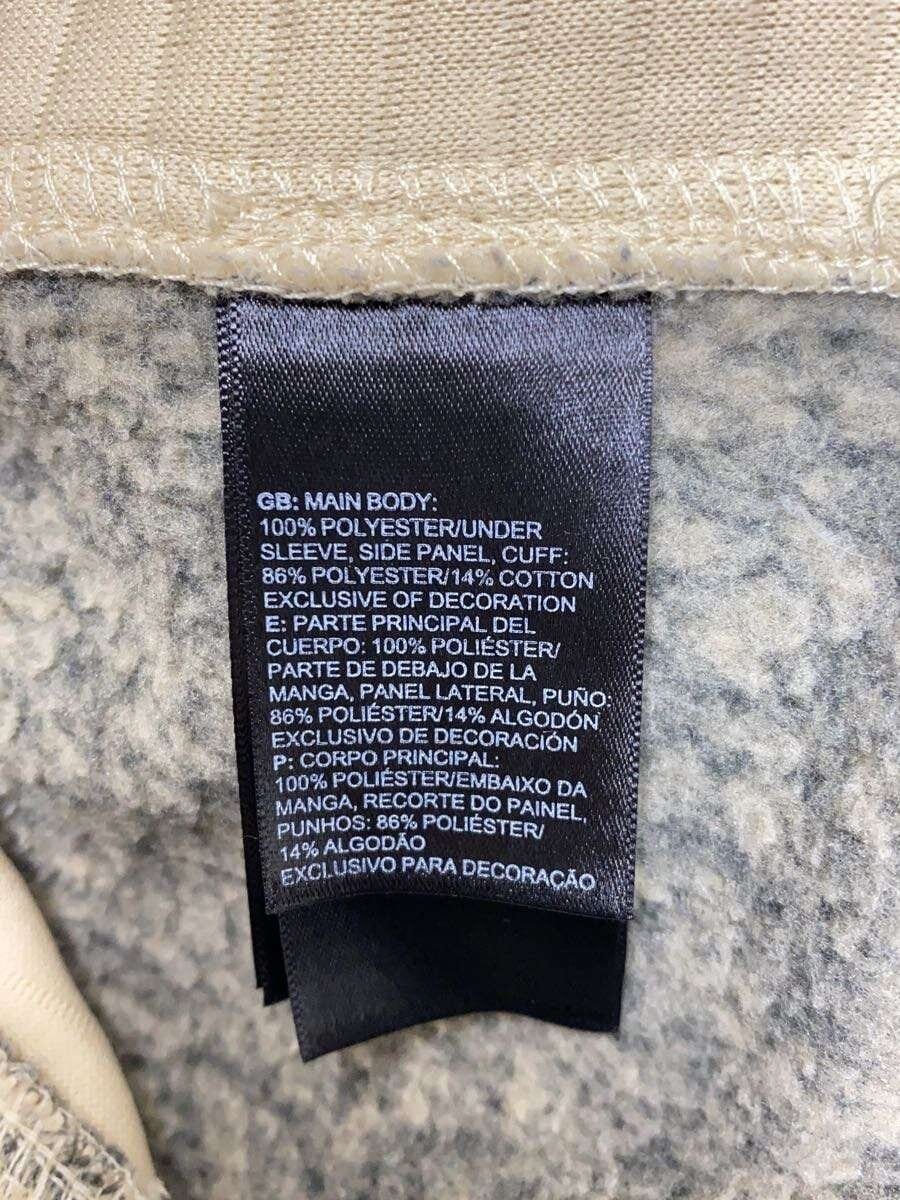 GB: MAIN BODY:
100% POLYESTER/UNDER
SLEEVE, SIDE PANEL, CUFF:
86% POLYESTER/14% COTTON
EXCLUSIVE OF DECORATION
E: PARTE PRINCIPAL DEL
CUERPO: 100% POLIÉSTER/
PARTE DE DEBAJO DE LA
MANGA, PANEL LATERAL, PUÑO:
86% POLIÉSTER/14% ALGODÓN
EXCLUSIVO DE DECORACIÓN
P: CORPO PRINCIPAL:
100% POLIÉSTER/EMBAIXO DA
MANGA, RECORTE DO PAINEL,
PUNHOS: 86% POLIÉSTER/
14% ALGODÃO
EXCLUSIVO PARA DECORAÇÃO